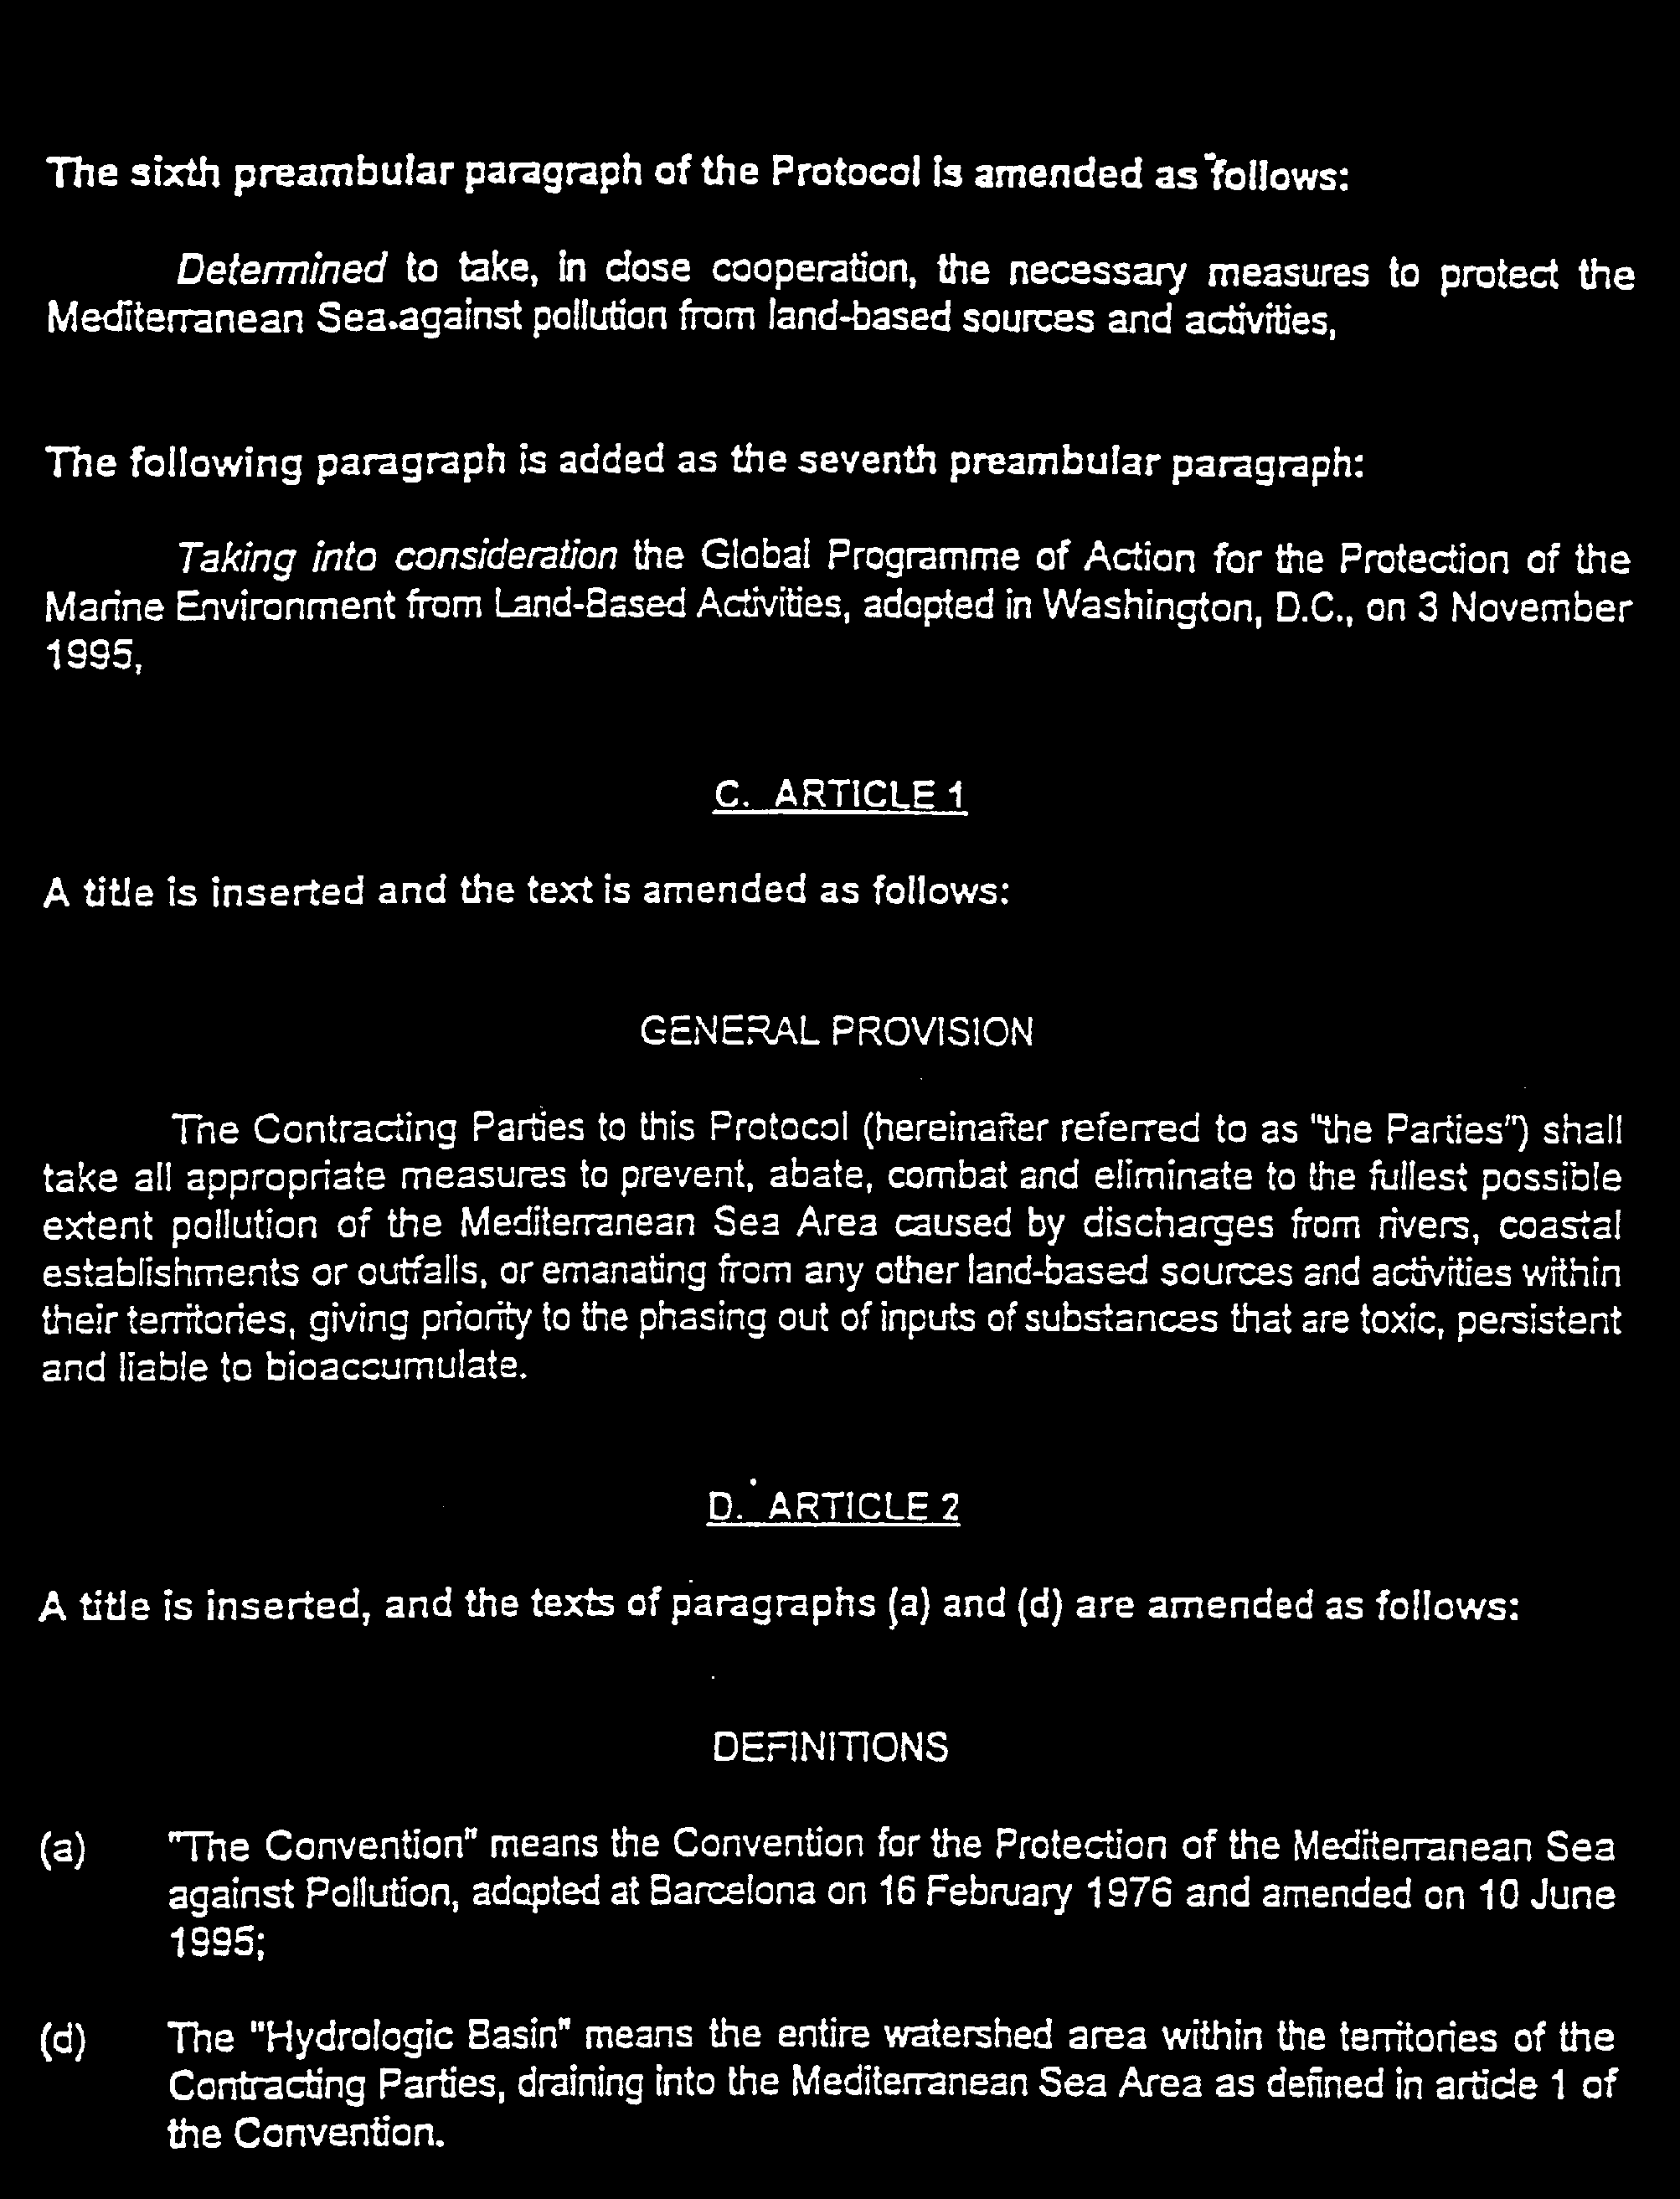 The sixth preambular paragraph of the Protocol is amended as follows:
Determined to take, in close cooperation, the necessary measures to protect the
Mediterranean Sea.against pollution from land-based sources and activities,
The following paragraph is added as the seventh preambular paragraph:
Taking into consideration the Global Programme of Action for the Protection of the
Marine Environment from Land-Based Activities, adopted in Washington, D.C., on 3 November
1995,
C. ARTICLE 1
A title is inserted and the text is amended as follows:
GENERAL PROVISION
The Contracting Parties to this Protocol (hereinafter referred to as "the Parties") shall
take all appropriate measures to prevent, abate, combat and eliminate to the fullest possible
extent pollution of the Mediterranean Sea Area caused by discharges from rivers, coastal
establishments or outfalls, or emanating from any other land-based sources and activities within
their territories, giving priority to the phasing out of inputs of substances that are toxic, persistent
and liable to bioaccumulate.
D. ARTICLE 2
A title is inserted, and the texts of paragraphs (a) and (d) are amended as follows:
DEFINITIONS
(a) "The Convention" means the Convention for the Protection of the Mediterranean Sea
against Pollution, adopted at Barcelona on 16 February 1976 and amended on 10 June
1995;
(d) The "Hydrologic Basin" means the entire watershed area within the territories of the
Contracting Parties, draining into the Mediterranean Sea Area as defined in article 1 of
the Convention.